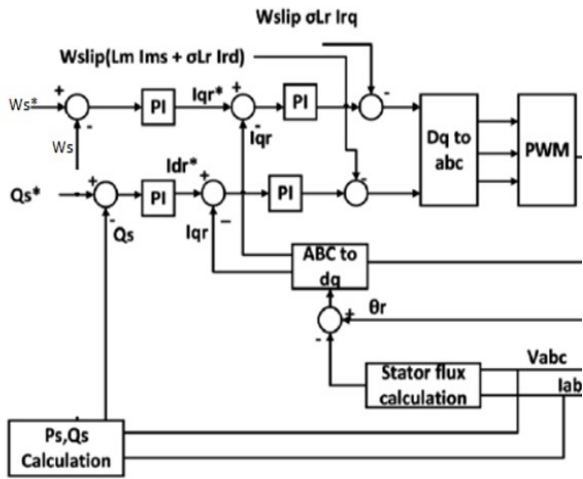 Wslip σLr Irq
Wslip(Lm Ims + σLr Ird)
Ws*
+
-
Ws
PI
Iqr*
+
-
Iqr
PI
-
Dq to
abc
PWM
Qs*
+
-
Qs
PI
Idr*
+
–
Iqr
PI
-
ABC to
dq
+
θr
-
Stator flux
calculation
Vabc
Iab
Ps,Qs
Calculation